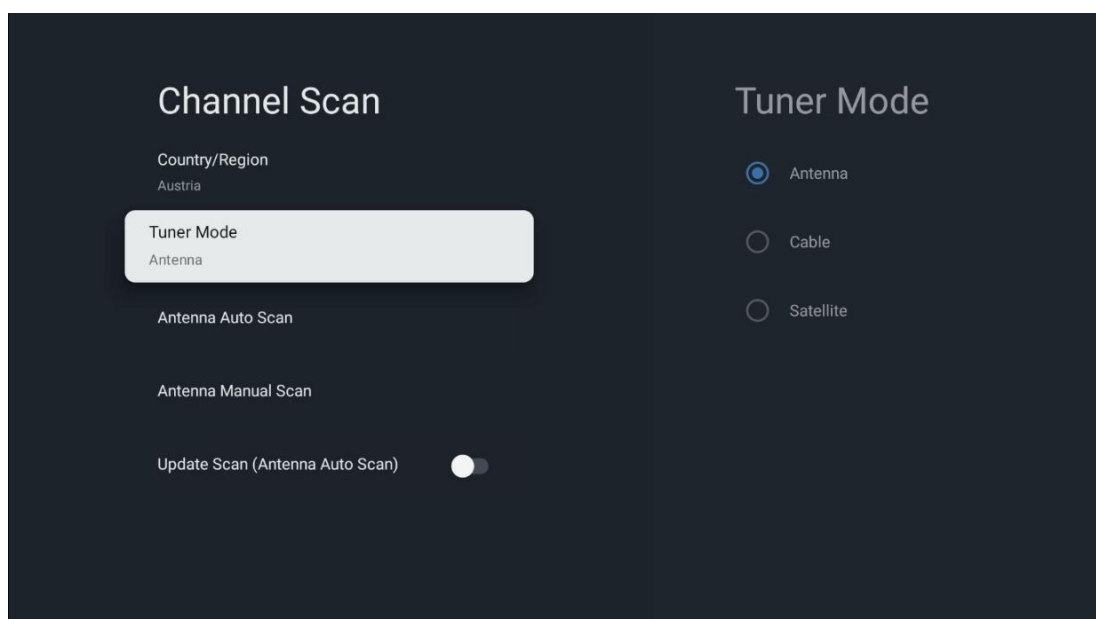 Channel Scan
Country/Region
Austria
Tuner Mode
Antenna
Antenna Auto Scan
Antenna Manual Scan
Update Scan (Antenna Auto Scan)
Tuner Mode
Antenna
Cable
Satellite